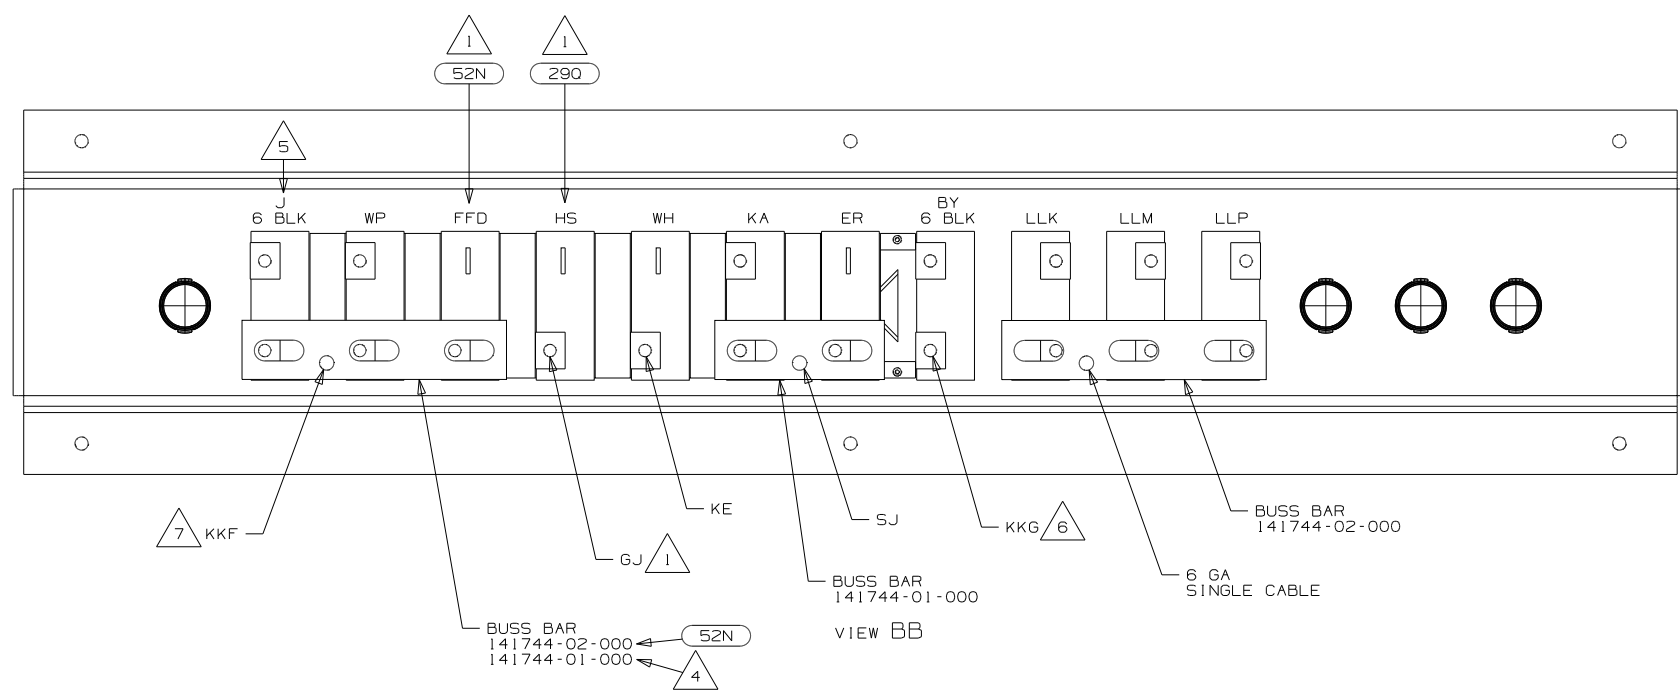 1
1
52N
29Q
5
J
6 BLK
WP
FFD
HS
WH
KA
ER
BY
6 BLK
LLK
LLM
LLP
7
KKF
GJ
1
KE
SJ
KKG
6
BUSS BAR
141744-02-000
6 GA
SINGLE CABLE
BUSS BAR
141744-01-000
VIEW BB
BUSS BAR
141744-02-000
141744-01-000
52N
4